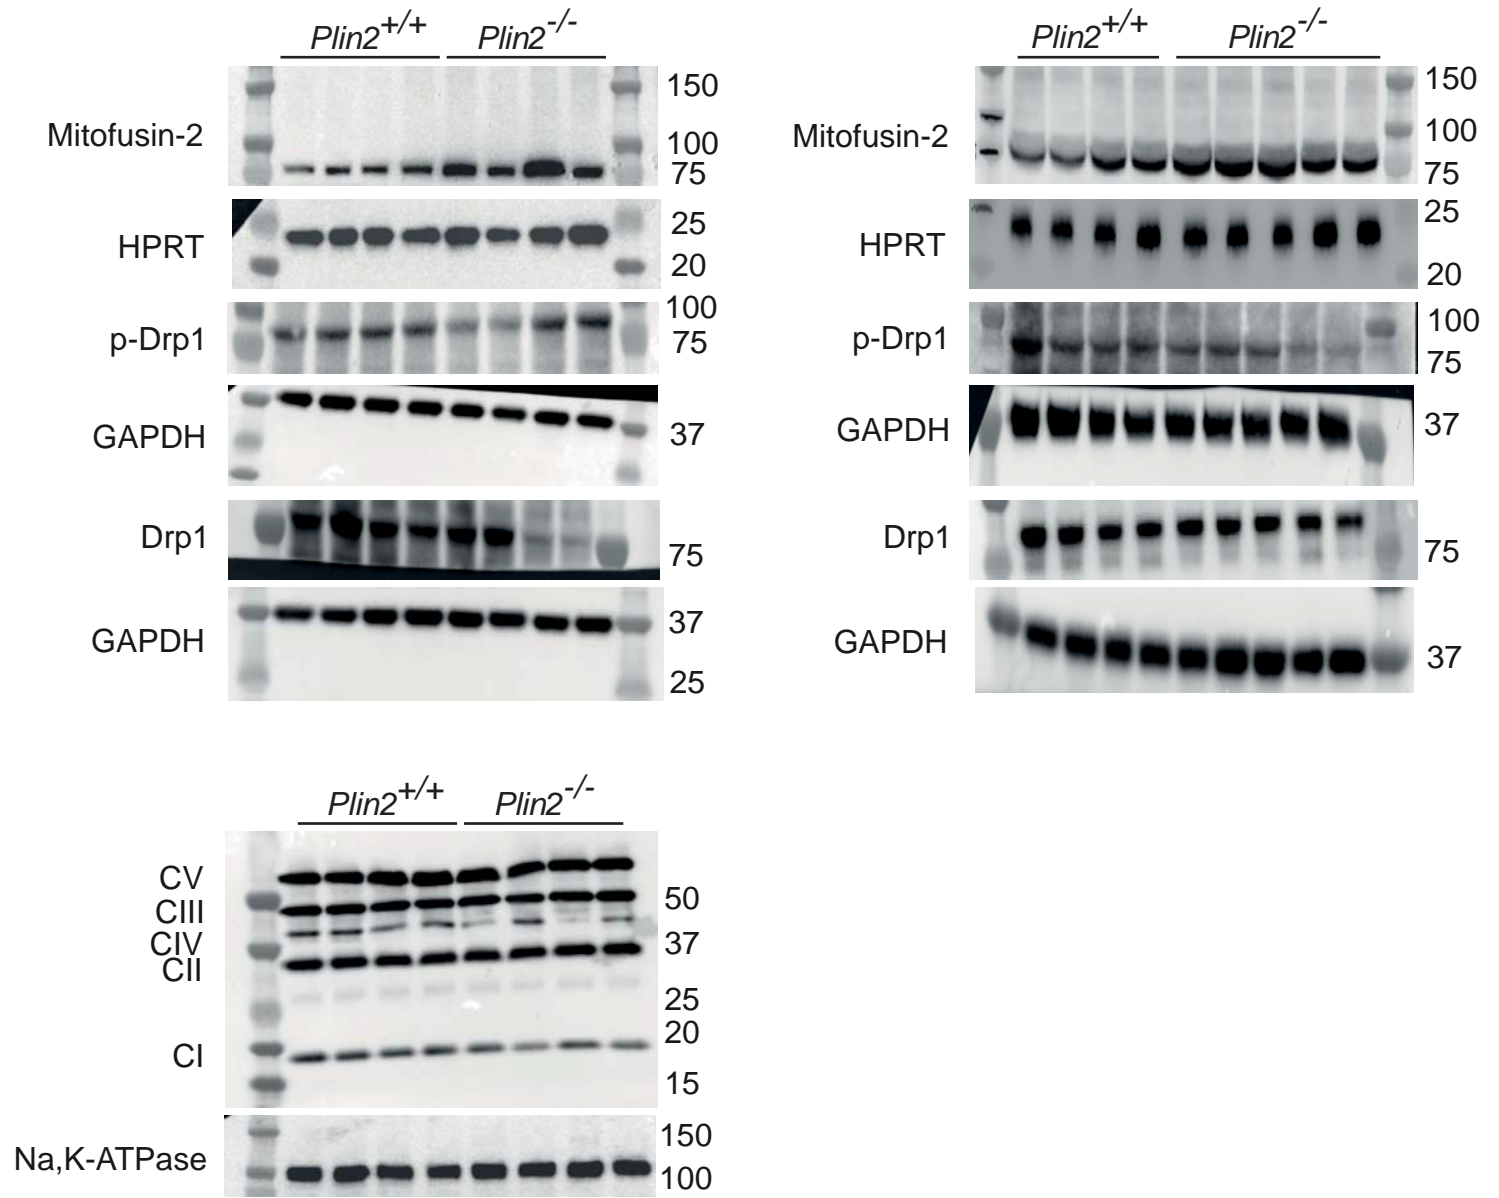 Plin2+/+ Plin2-/-
Mitofusin-2
150
100
75
HPRT
25
20
p-Drp1
100
75
GAPDH
37
Drp1
75
GAPDH
37
25
Plin2+/+ Plin2-/-
Mitofusin-2
150
100
75
HPRT
25
20
p-Drp1
100
75
GAPDH
37
Drp1
75
GAPDH
37
Plin2+/+ Plin2-/-
CV
CIII
CIV
CII
CI
50
37
25
20
15
Na,K-ATPase
150
100